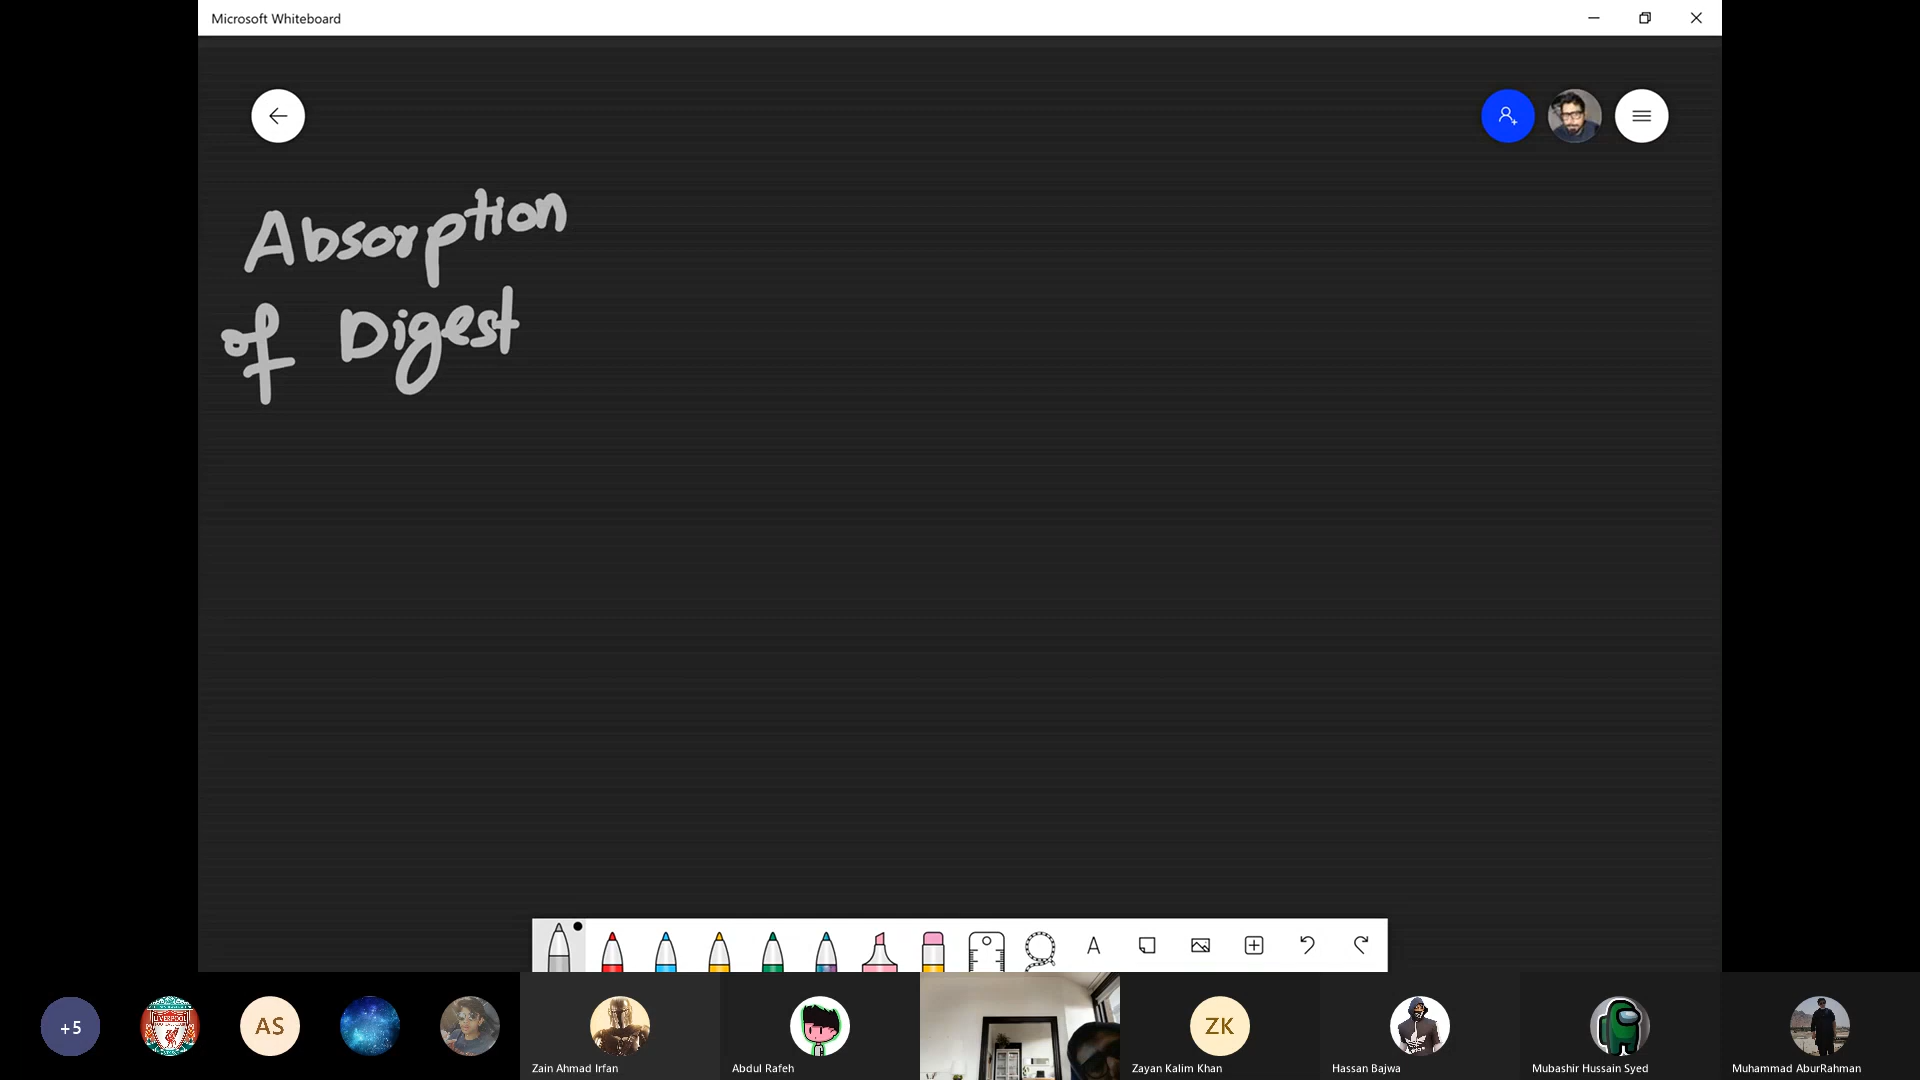 Microsoft Whiteboard
Absorption
of Digest
+5
LIVERPOOL
AS
ZK
Zain Ahmad Irfan
Abdul Rafeh
Zayan Kalim Khan
Hassan Bajwa
Mubashir Hussain Syed
Muhammad AburRahman